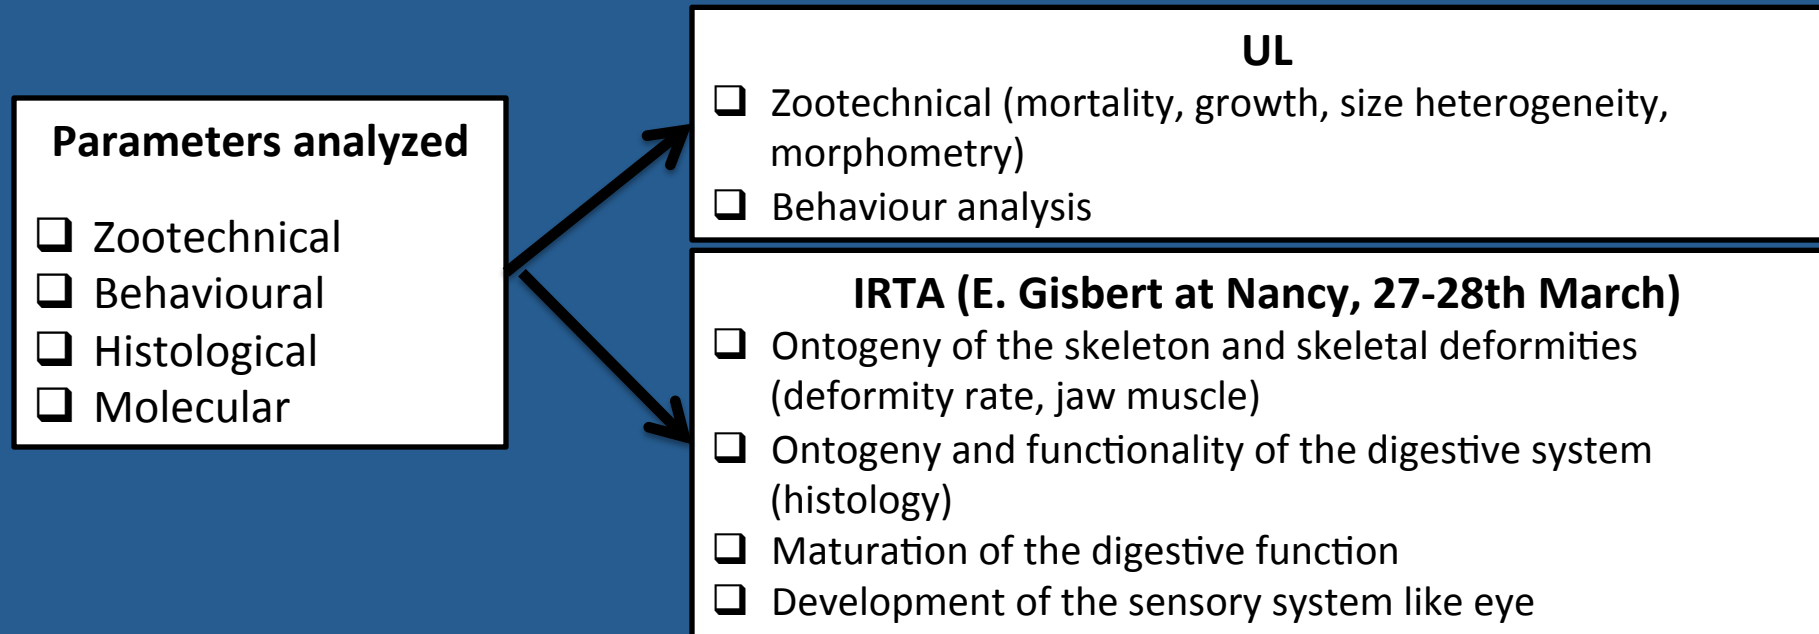 Parameters analyzed
❑ Zootechnical
❑ Behavioural
❑ Histological
❑ Molecular
UL
❑ Zootechnical (mortality, growth, size heterogeneity,
morphometry)
❑ Behaviour analysis
IRTA (E. Gisbert at Nancy, 27-28th March)
❑ Ontogeny of the skeleton and skeletal deformities
(deformity rate, jaw muscle)
❑ Ontogeny and functionality of the digestive system
(histology)
❑ Maturation of the digestive function
❑ Development of the sensory system like eye